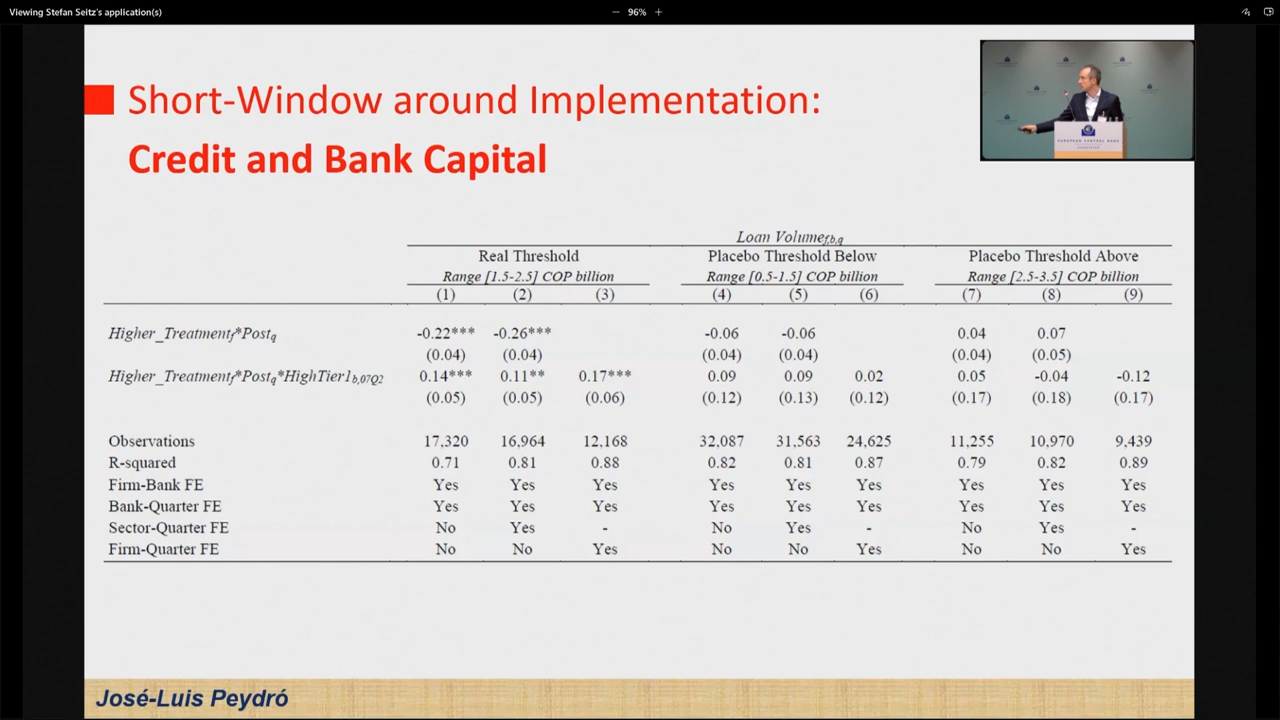 Viewing Stefan Seitz's application(s)
— 96% +
Short-Window around Implementation:
Credit and Bank Capital
EUROPEAN CENTRAL BANK
Loan Volumef,b,q
Real Threshold Placebo Threshold Below Placebo Threshold Above
Range [1.5-2.5] COP billion Range [0.5-1.5] COP billion Range [2.5-3.5] COP billion
(1) (2) (3) (4) (5) (6) (7) (8) (9)
Higher_Treatmentf*Postq -0.22*** -0.26*** -0.06 -0.06 0.04 0.07
(0.04) (0.04) (0.04) (0.04) (0.04) (0.05)
Higher_Treatmentf*Postq*HighTier1b,07Q2 0.14*** 0.11** 0.17*** 0.09 0.09 0.02 0.05 -0.04 -0.12
(0.05) (0.05) (0.06) (0.12) (0.13) (0.12) (0.17) (0.18) (0.17)
Observations 17,320 16,964 12,168 32,087 31,563 24,625 11,255 10,970 9,439
R-squared 0.71 0.81 0.88 0.82 0.81 0.87 0.79 0.82 0.89
Firm-Bank FE Yes Yes Yes Yes Yes Yes Yes Yes Yes
Bank-Quarter FE Yes Yes Yes Yes Yes Yes Yes Yes Yes
Sector-Quarter FE No Yes - No Yes - No Yes -
Firm-Quarter FE No No Yes No No Yes No No Yes
José-Luis Peydró